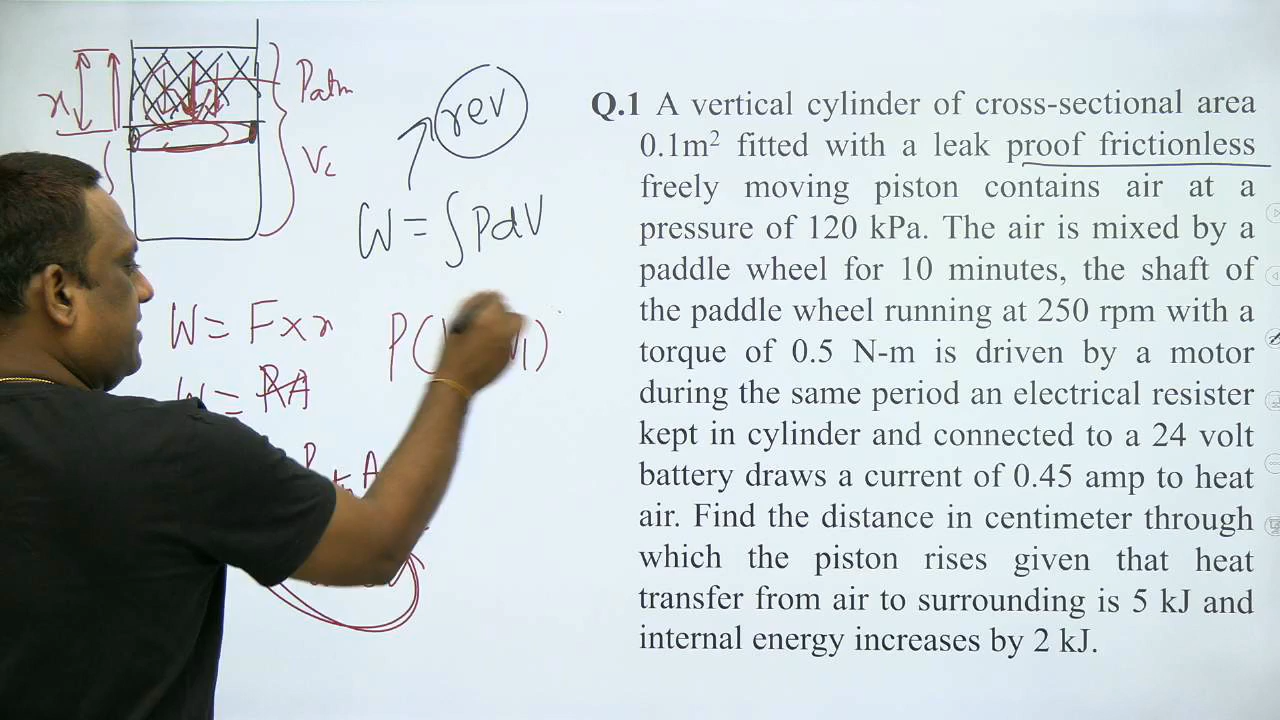 x
Patm
V2
rev
W = ∫ PdV
W = F × x
P( V1)
W = PA
A
Q.1 A vertical cylinder of cross-sectional area
0.1m² fitted with a leak proof frictionless
freely moving piston contains air at a
pressure of 120 kPa. The air is mixed by a
paddle wheel for 10 minutes, the shaft of
the paddle wheel running at 250 rpm with a
torque of 0.5 N-m is driven by a motor
during the same period an electrical resister
kept in cylinder and connected to a 24 volt
battery draws a current of 0.45 amp to heat
air. Find the distance in centimeter through
which the piston rises given that heat
transfer from air to surrounding is 5 kJ and
internal energy increases by 2 kJ.